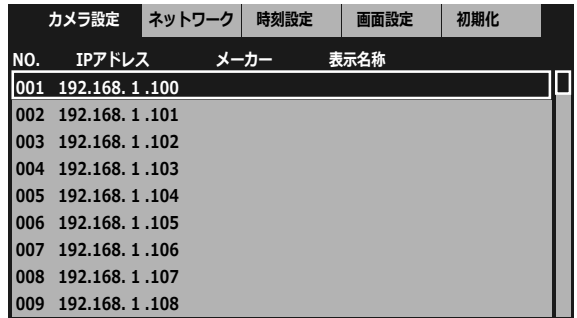 カメラ設定 ネットワーク 時刻設定 画面設定 初期化
NO. IPアドレス メーカー 表示名称
001 192.168. 1 .100
002 192.168. 1 .101
003 192.168. 1 .102
004 192.168. 1 .103
005 192.168. 1 .104
006 192.168. 1 .105
007 192.168. 1 .106
008 192.168. 1 .107
009 192.168. 1 .108